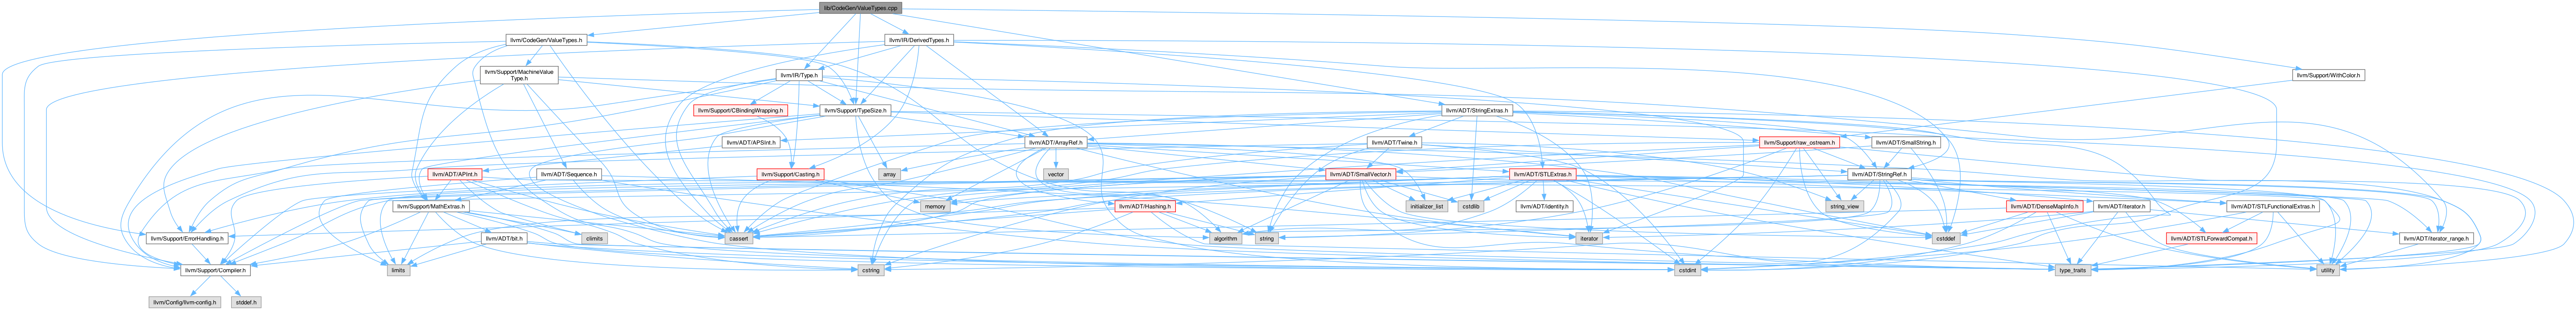 lib/CodeGen/ValueTypes.cpp
llvm/CodeGen/ValueTypes.h
llvm/IR/DerivedTypes.h
llvm/Support/MachineValue
Type.h
llvm/IR/Type.h
llvm/Support/WithColor.h
llvm/Support/CBindingWrapping.h
llvm/Support/TypeSize.h
llvm/ADT/StringExtras.h
llvm/ADT/APSInt.h
llvm/ADT/ArrayRef.h
llvm/ADT/Twine.h
llvm/Support/raw_ostream.h
llvm/ADT/SmallString.h
llvm/ADT/APInt.h
llvm/ADT/Sequence.h
llvm/Support/Casting.h
array
vector
llvm/ADT/SmallVector.h
llvm/ADT/STLExtras.h
llvm/ADT/StringRef.h
llvm/Support/MathExtras.h
memory
llvm/ADT/Hashing.h
initializer_list
cstdlib
llvm/ADT/identity.h
string_view
llvm/ADT/DenseMapInfo.h
llvm/ADT/iterator.h
llvm/ADT/STLFunctionalExtras.h
llvm/Support/ErrorHandling.h
llvm/ADT/bit.h
climits
cassert
algorithm
string
iterator
cstddef
llvm/ADT/STLForwardCompat.h
llvm/ADT/iterator_range.h
llvm/Support/Compiler.h
limits
cstring
cstdint
type_traits
utility
llvm/Config/llvm-config.h
stddef.h